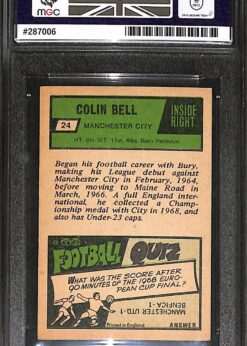 MGC
#287006
COLIN BELL
24
MANCHESTER CITY
INSIDE
RIGHT
Began his football career with Bury,
making his League debut against
Manchester City in February, 1964,
before moving to Maine Road in
March, 1966. A full England inter-
national, he collected a Champ-
ionship medal with City in 1968, and
also has Under-23 caps.
FOOTBALL QUIZ
WHAT WAS THE SCORE AFTER
90 MINUTES OF THE 1968 EURO-
PEAN CUP FINAL?
MANCHESTER UTD-1
BENFICA-1
Printed in England
ANSWER